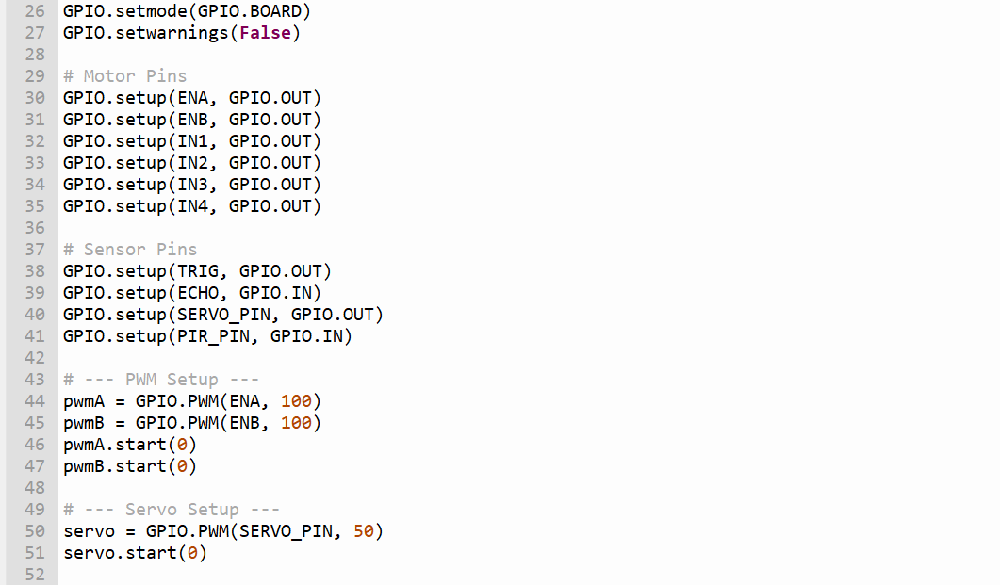 26 GPIO.setmode(GPIO.BOARD)
27 GPIO.setwarnings(False)
28
29 # Motor Pins
30 GPIO.setup(ENA, GPIO.OUT)
31 GPIO.setup(ENB, GPIO.OUT)
32 GPIO.setup(IN1, GPIO.OUT)
33 GPIO.setup(IN2, GPIO.OUT)
34 GPIO.setup(IN3, GPIO.OUT)
35 GPIO.setup(IN4, GPIO.OUT)
36
37 # Sensor Pins
38 GPIO.setup(TRIG, GPIO.OUT)
39 GPIO.setup(ECHO, GPIO.IN)
40 GPIO.setup(SERVO_PIN, GPIO.OUT)
41 GPIO.setup(PIR_PIN, GPIO.IN)
42
43 # --- PWM Setup ---
44 pwmA = GPIO.PWM(ENA, 100)
45 pwmB = GPIO.PWM(ENB, 100)
46 pwmA.start(0)
47 pwmB.start(0)
48
49 # --- Servo Setup ---
50 servo = GPIO.PWM(SERVO_PIN, 50)
51 servo.start(0)
52